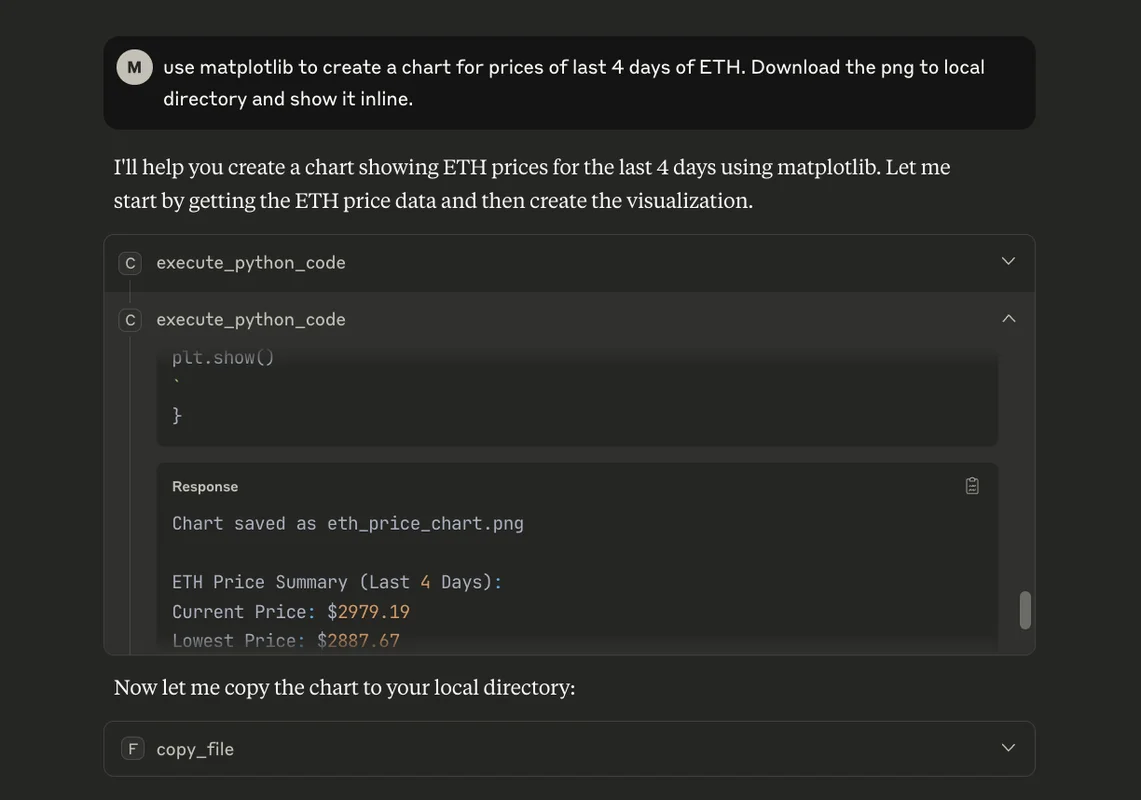 M
use matplotlib to create a chart for prices of last 4 days of ETH. Download the png to local
directory and show it inline.
I'll help you create a chart showing ETH prices for the last 4 days using matplotlib. Let me
start by getting the ETH price data and then create the visualization.
C execute_python_code
C execute_python_code
plt.show()
`
}
Response
Chart saved as eth_price_chart.png
ETH Price Summary (Last 4 Days):
Current Price: $2979.19
Lowest Price: $2887.67
Now let me copy the chart to your local directory:
F copy_file